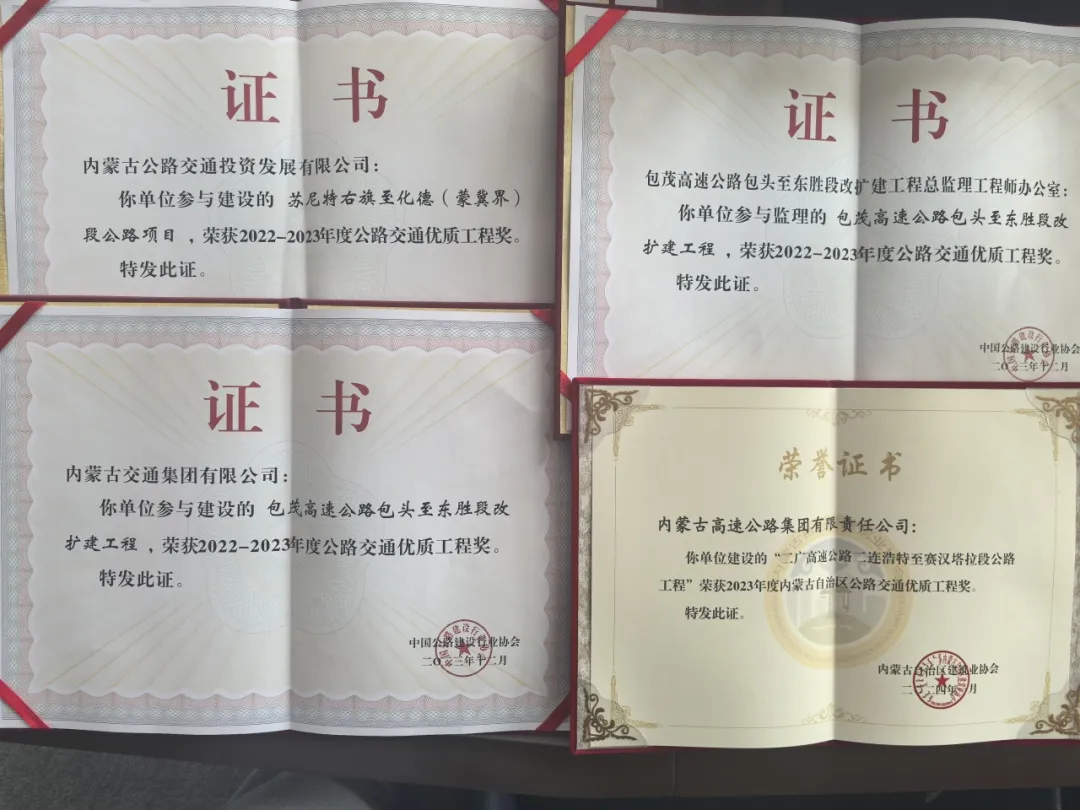 证 书
内蒙古公路交通投资发展有限公司：
你单位参与建设的 苏尼特右旗至化德（蒙冀界）
段公路项目，荣获2022-2023年度公路交通优质工程奖。
特发此证。
证 书
包茂高速公路包头至东胜段改扩建工程总监理工程师办公室：
你单位参与监理的 包茂高速公路包头至东胜段改
扩建工程，荣获2022-2023年度公路交通优质工程奖。
特发此证。
中国公路建设行业协会
二〇二三年十二月
证 书
内蒙古交通集团有限公司：
你单位参与建设的 包茂高速公路包头至东胜段改
扩建工程，荣获2022-2023年度公路交通优质工程奖。
特发此证。
中国公路建设行业协会
二〇二三年十二月
荣誉证书
内蒙古高速公路集团有限责任公司：
你单位建设的“二广高速公路二连浩特至赛汉塔拉段公路
工程”荣获2023年度内蒙古自治区公路交通优质工程奖。
特发此证。
内蒙古自治区建筑业协会